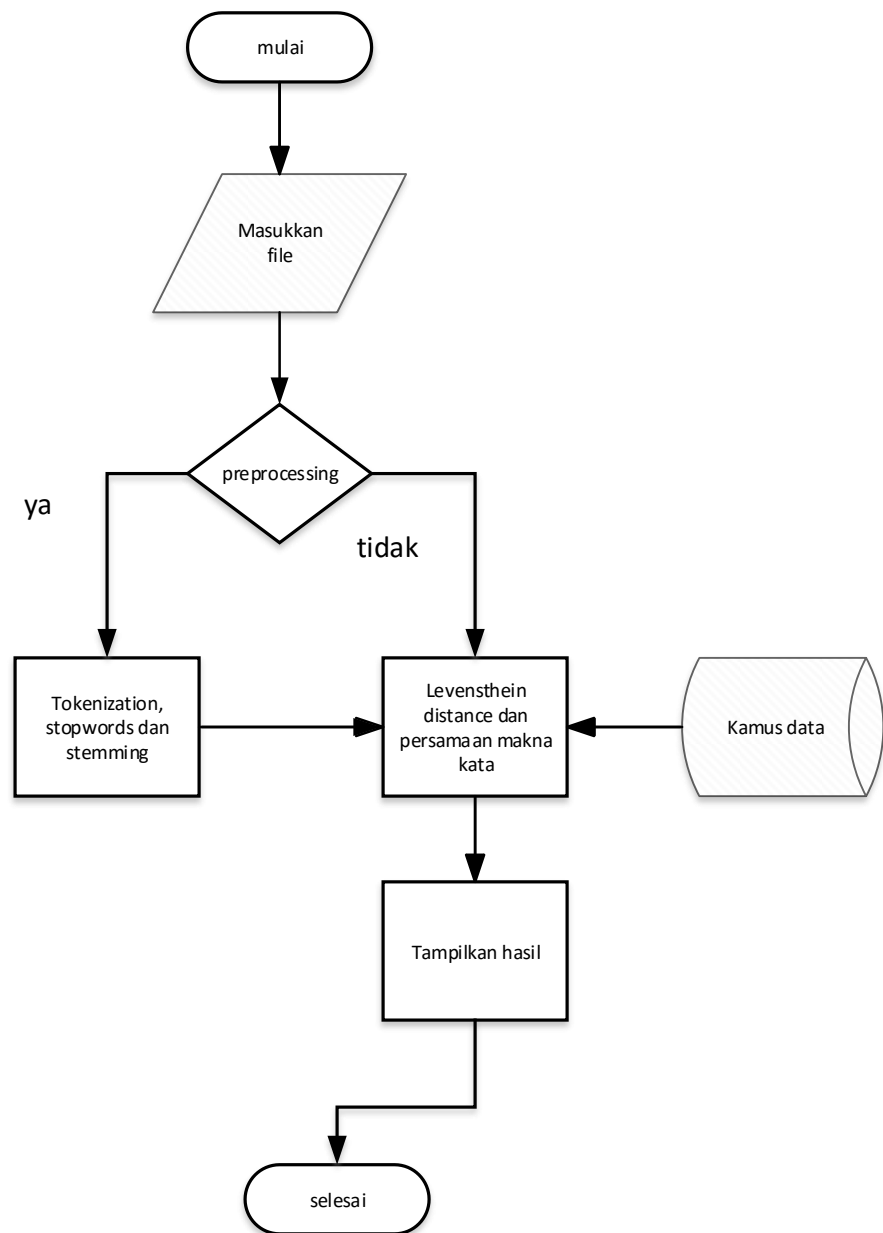 mulai
Masukkan
file
preprocessing
ya
tidak
Tokenization,
stopwords dan
stemming
Levensthein
distance dan
persamaan makna
kata
Kamus data
Tampilkan hasil
selesai